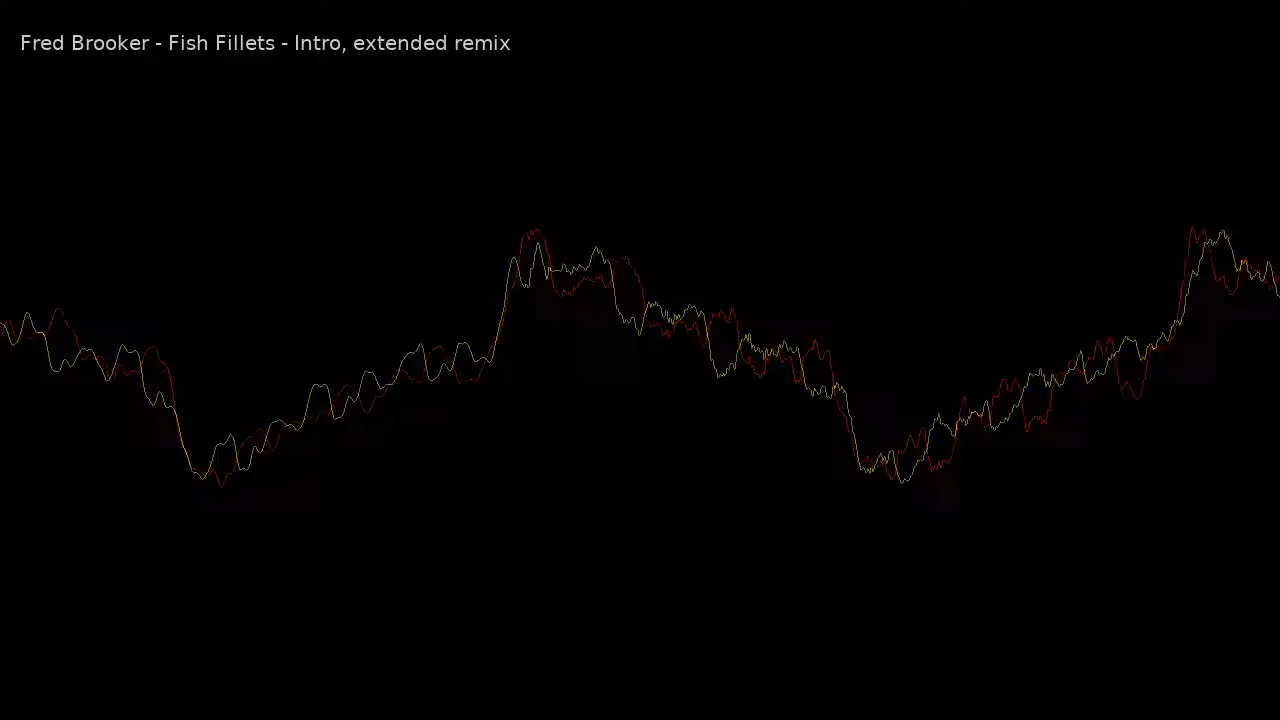 Fred Brooker - Fish Fillets - Intro, extended remix